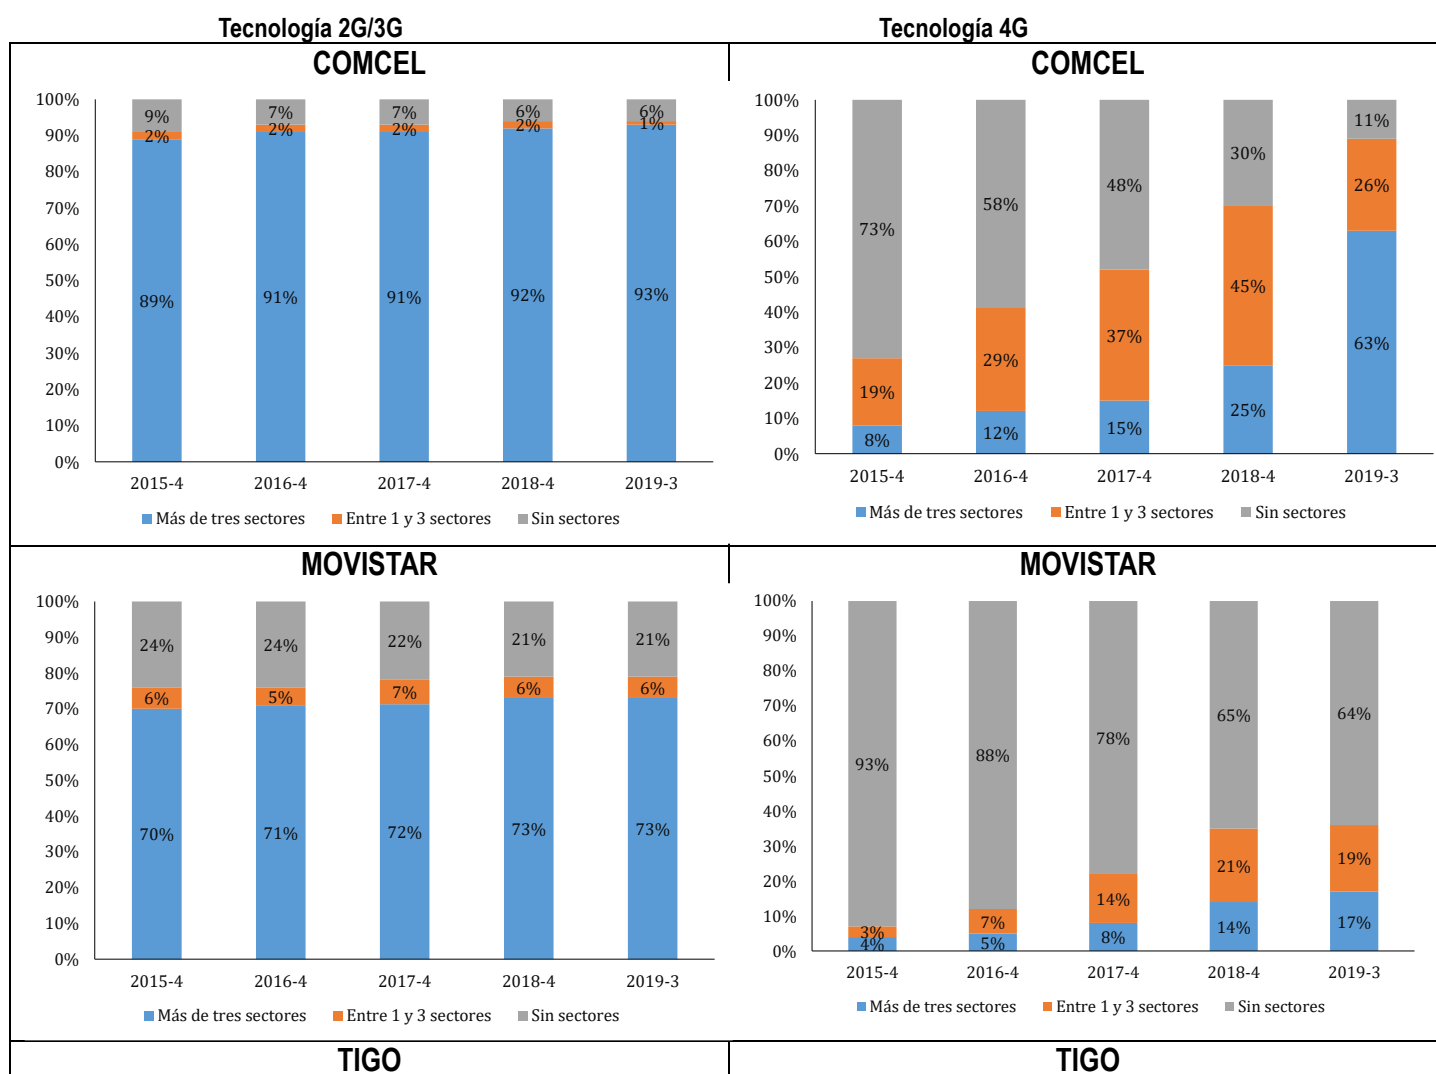 Tecnología 2G/3G
Tecnología 4G
COMCEL
100%
90%
80%
70%
60%
50%
40%
30%
20%
10%
0%
9% 7% 7% 6% 6%
2% 2% 2% 2% 1%
89% 91% 91% 92% 93%
2015-4 2016-4 2017-4 2018-4 2019-3
Más de tres sectores Entre 1 y 3 sectores Sin sectores
COMCEL
100%
90%
80%
70%
60%
50%
40%
30%
20%
10%
0%
73% 58% 48% 30% 11%
19% 29% 37% 45% 26%
8% 12% 15% 25% 63%
2015-4 2016-4 2017-4 2018-4 2019-3
Más de tres sectores Entre 1 y 3 sectores Sin sectores
MOVISTAR
100%
90%
80%
70%
60%
50%
40%
30%
20%
10%
0%
24% 24% 22% 21% 21%
6% 5% 7% 6% 6%
70% 71% 72% 73% 73%
2015-4 2016-4 2017-4 2018-4 2019-3
Más de tres sectores Entre 1 y 3 sectores Sin sectores
MOVISTAR
100%
90%
80%
70%
60%
50%
40%
30%
20%
10%
0%
93% 88% 78% 65% 64%
3% 7% 14% 21% 19%
4% 5% 8% 14% 17%
2015-4 2016-4 2017-4 2018-4 2019-3
Más de tres sectores Entre 1 y 3 sectores Sin sectores
TIGO
TIGO